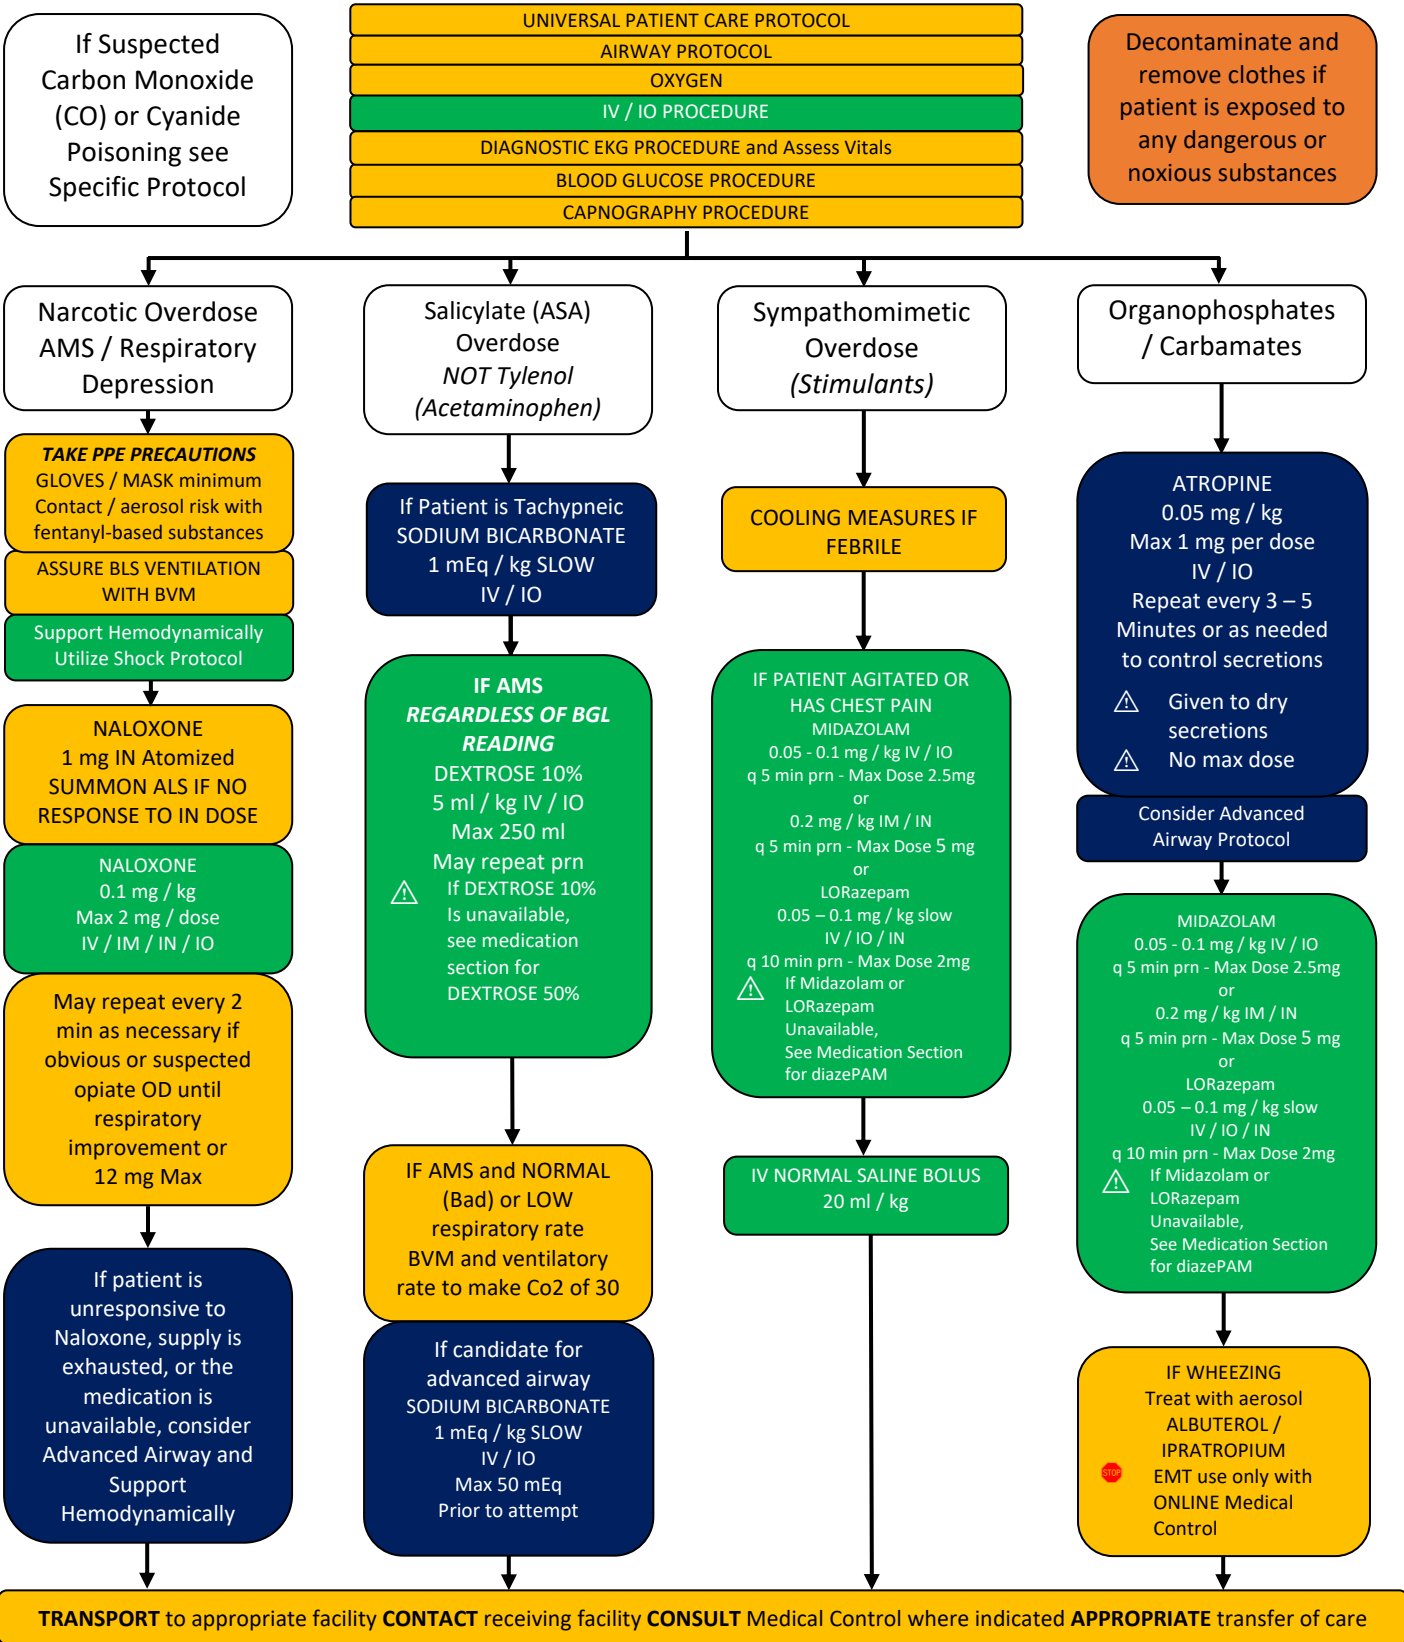 If Suspected
Carbon Monoxide
(CO) or Cyanide
Poisoning see
Specific Protocol
UNIVERSAL PATIENT CARE PROTOCOL
AIRWAY PROTOCOL
OXYGEN
IV / IO PROCEDURE
DIAGNOSTIC EKG PROCEDURE and Assess Vitals
BLOOD GLUCOSE PROCEDURE
CAPNOGRAPHY PROCEDURE
Decontaminate and
remove clothes if
patient is exposed to
any dangerous or
noxious substances
Narcotic Overdose
AMS / Respiratory
Depression
TAKE PPE PRECAUTIONS
GLOVES / MASK minimum
Contact / aerosol risk with
fentanyl-based substances
ASSURE BLS VENTILATION
WITH BVM
Support Hemodynamically
Utilize Shock Protocol
NALOXONE
1 mg IN Atomized
SUMMON ALS IF NO
RESPONSE TO IN DOSE
NALOXONE
0.1 mg / kg
Max 2 mg / dose
IV / IM / IN / IO
May repeat every 2
min as necessary if
obvious or suspected
opiate OD until
respiratory
improvement or
12 mg Max
If patient is
unresponsive to
Naloxone, supply is
exhausted, or the
medication is
unavailable, consider
Advanced Airway and
Support
Hemodynamically
Salicylate (ASA)
Overdose
NOT Tylenol
(Acetaminophen)
If Patient is Tachypneic
SODIUM BICARBONATE
1 mEq / kg SLOW
IV / IO
IF AMS
REGARDLESS OF BGL
READING
DEXTROSE 10%
5 ml / kg IV / IO
Max 250 ml
May repeat prn
If DEXTROSE 10%
Is unavailable,
see medication
section for
DEXTROSE 50%
IF AMS and NORMAL
(Bad) or LOW
respiratory rate
BVM and ventilatory
rate to make Co2 of 30
If candidate for
advanced airway
SODIUM BICARBONATE
1 mEq / kg SLOW
IV / IO
Max 50 mEq
Prior to attempt
Sympathomimetic
Overdose
(Stimulants)
COOLING MEASURES IF
FEBRILE
IF PATIENT AGITATED OR
HAS CHEST PAIN
MIDAZOLAM
0.05 - 0.1 mg / kg IV / IO
q 5 min prn - Max Dose 2.5mg
or
0.2 mg / kg IM / IN
q 5 min prn - Max Dose 5 mg
or
LORazepam
0.05 – 0.1 mg / kg slow
IV / IO / IN
q 10 min prn - Max Dose 2mg
If Midazolam or
LORazepam
Unavailable,
See Medication Section
for diazePAM
IV NORMAL SALINE BOLUS
20 ml / kg
Organophosphates
/ Carbamates
ATROPINE
0.05 mg / kg
Max 1 mg per dose
IV / IO
Repeat every 3 – 5
Minutes or as needed
to control secretions
Given to dry
secretions
No max dose
Consider Advanced
Airway Protocol
MIDAZOLAM
0.05 - 0.1 mg / kg IV / IO
q 5 min prn - Max Dose 2.5mg
or
0.2 mg / kg IM / IN
q 5 min prn - Max Dose 5 mg
or
LORazepam
0.05 – 0.1 mg / kg slow
IV / IO / IN
q 10 min prn - Max Dose 2mg
If Midazolam or
LORazepam
Unavailable,
See Medication Section
for diazePAM
IF WHEEZING
Treat with aerosol
ALBUTEROL /
IPRATROPIUM
STOP
EMT use only with
ONLINE Medical
Control
TRANSPORT to appropriate facility CONTACT receiving facility CONSULT Medical Control where indicated APPROPRIATE transfer of care